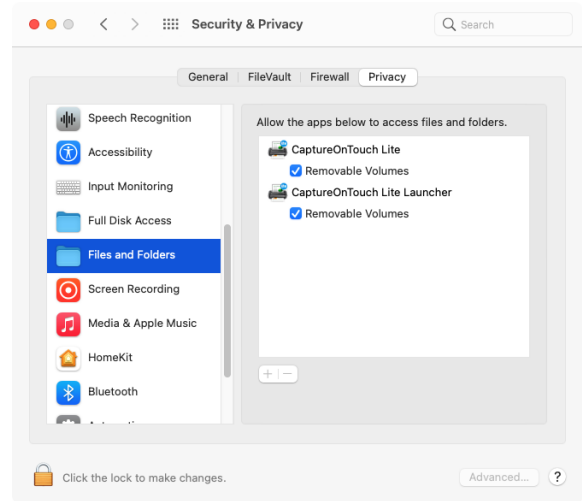 Security & Privacy
Search
General
FileVault
Firewall
Privacy
Speech Recognition
Accessibility
Input Monitoring
Full Disk Access
Files and Folders
Screen Recording
Media & Apple Music
HomeKit
Bluetooth
Allow the apps below to access files and folders.
CaptureOnTouch Lite
Removable Volumes
CaptureOnTouch Lite Launcher
Removable Volumes
+ −
Click the lock to make changes.
Advanced...
?